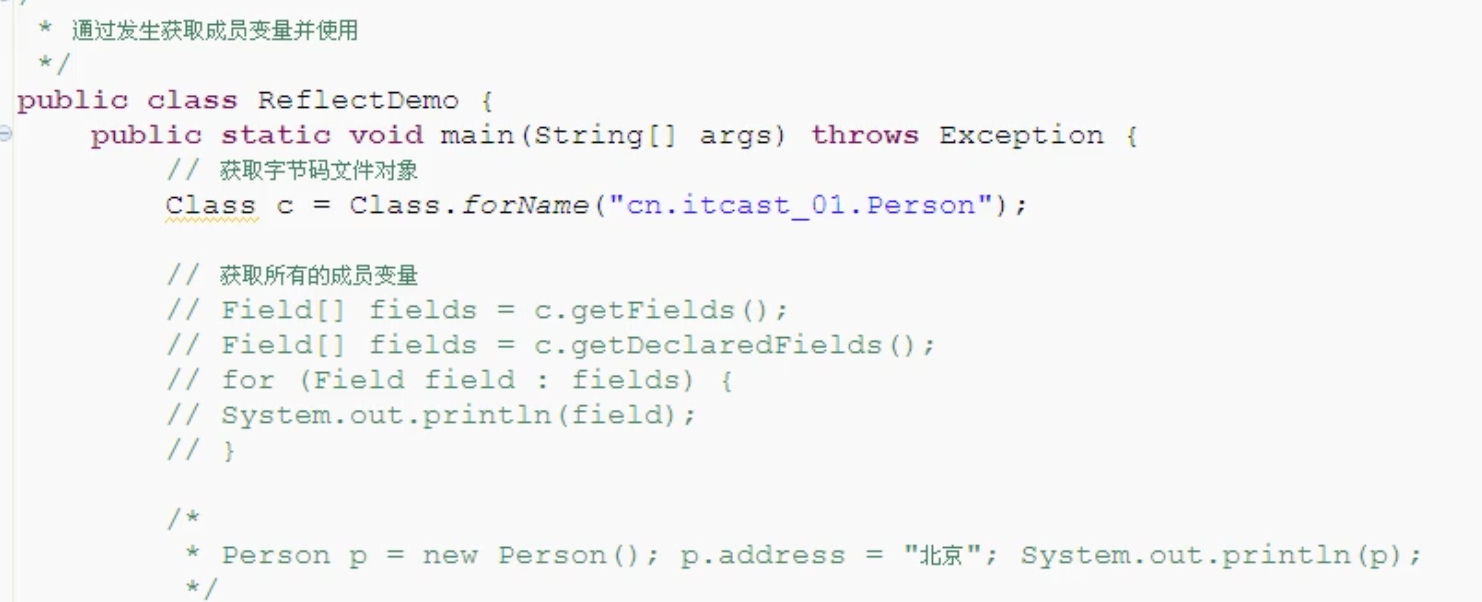 * 通过发生获取成员变量并使用
*/
public class ReflectDemo {
public static void main(String[] args) throws Exception {
// 获取字节码文件对象
Class c = Class.forName("cn.itcast_01.Person");
// 获取所有的成员变量
// Field[] fields = c.getFields();
// Field[] fields = c.getDeclaredFields();
// for (Field field : fields) {
// System.out.println(field);
// }
/*
* Person p = new Person(); p.address = "北京"; System.out.println(p);
*/